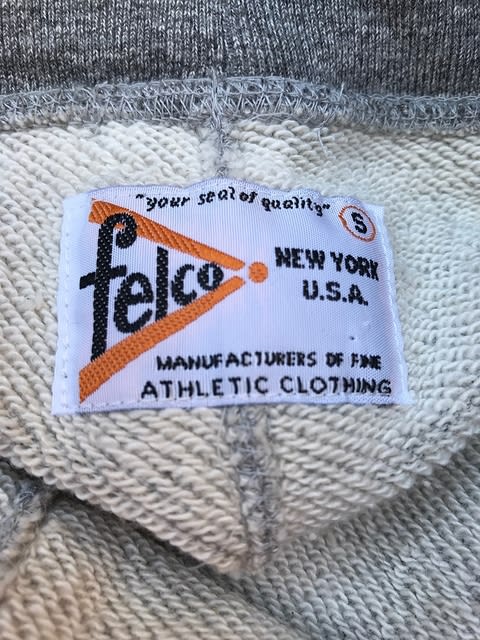 "your seal of quality"
S
felco
NEW YORK
U.S.A.
MANUFACTURERS OF FINE
ATHLETIC CLOTHING